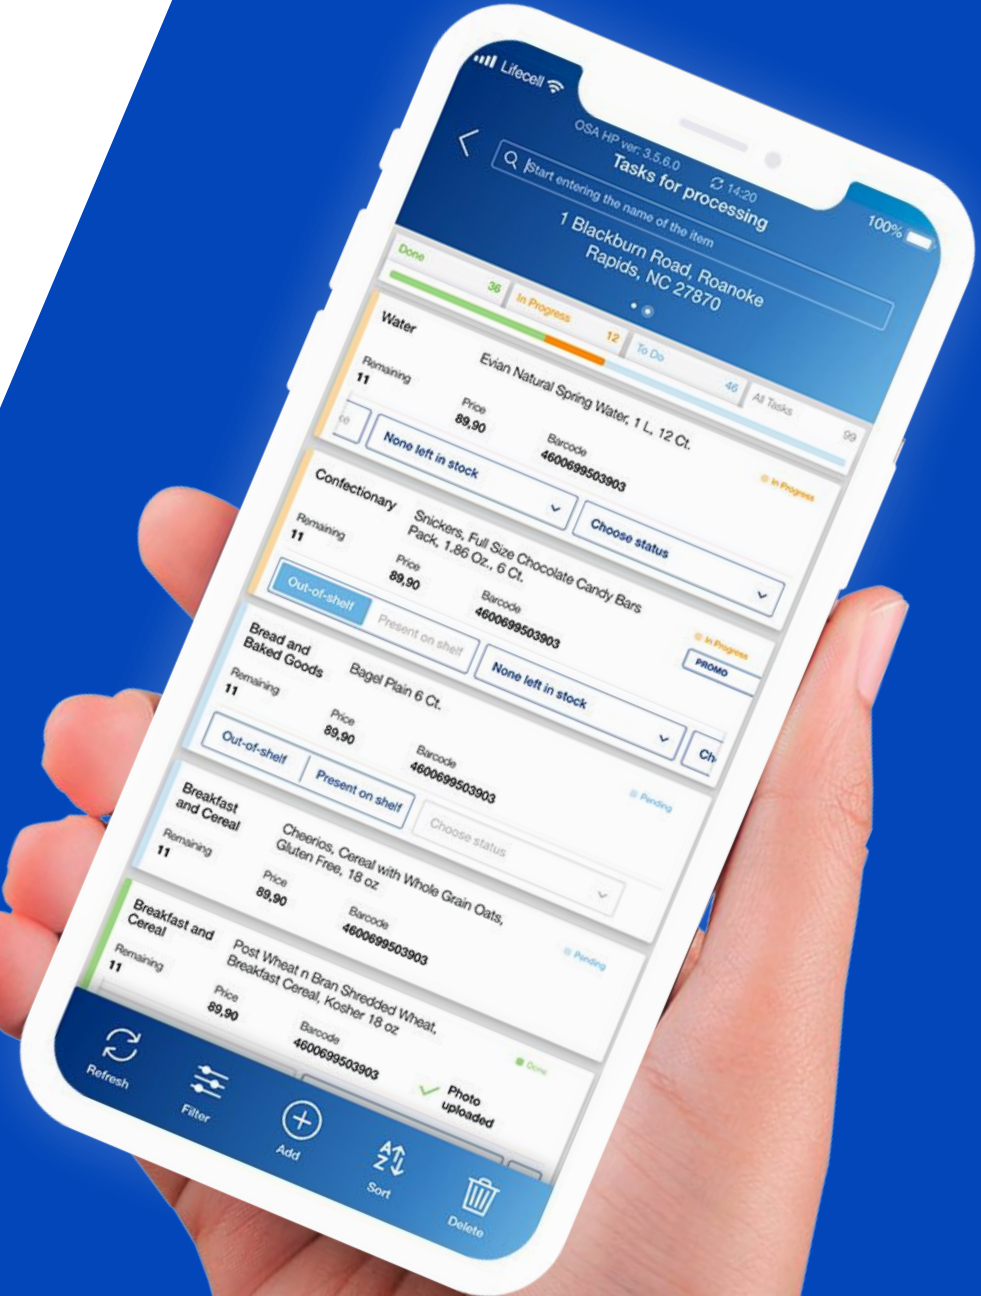 Lifecell
100%
OSA HP ver: 3.5.6.0 14:20
Tasks for processing
Start entering the name of the item
1 Blackburn Road, Roanoke
Rapids, NC 27870
Done 36
In Progress 12
To Do 46
All Tasks 99
Water
Evian Natural Spring Water, 1 L, 12 Ct.
In Progress
Remaining
11
Price
89,90
Barcode
4600699503903
ce
None left in stock
Choose status
Confectionary
Snickers, Full Size Chocolate Candy Bars
Pack, 1.86 Oz., 6 Ct.
In Progress
PROMO
Remaining
11
Price
89,90
Barcode
4600699503903
Out-of-shelf
Present on shelf
None left in stock
Ch
Bread and
Baked Goods
Bagel Plain 6 Ct.
Pending
Remaining
11
Price
89,90
Barcode
4600699503903
Out-of-shelf
Present on shelf
Choose status
Breakfast
and Cereal
Cheerios, Cereal with Whole Grain Oats,
Gluten Free, 18 oz
Pending
Remaining
11
Price
89,90
Barcode
4600699503903
Breakfast and
Cereal
Post Wheat n Bran Shredded Wheat,
Breakfast Cereal, Kosher 18 oz
Done
Remaining
11
Price
89,90
Barcode
4600699503903
Photo
uploaded
Refresh
Filter
Add
A
Z
Sort
Delete